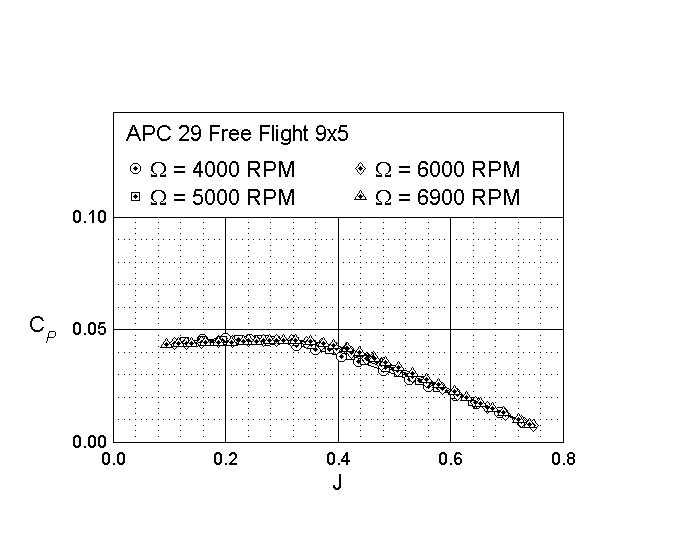 APC 29 Free Flight 9x5
Ω = 4000 RPM
Ω = 6000 RPM
Ω = 5000 RPM
Ω = 6900 RPM
0.10
0.05
0.00
C_P
0.0 0.2 0.4 0.6 0.8
J